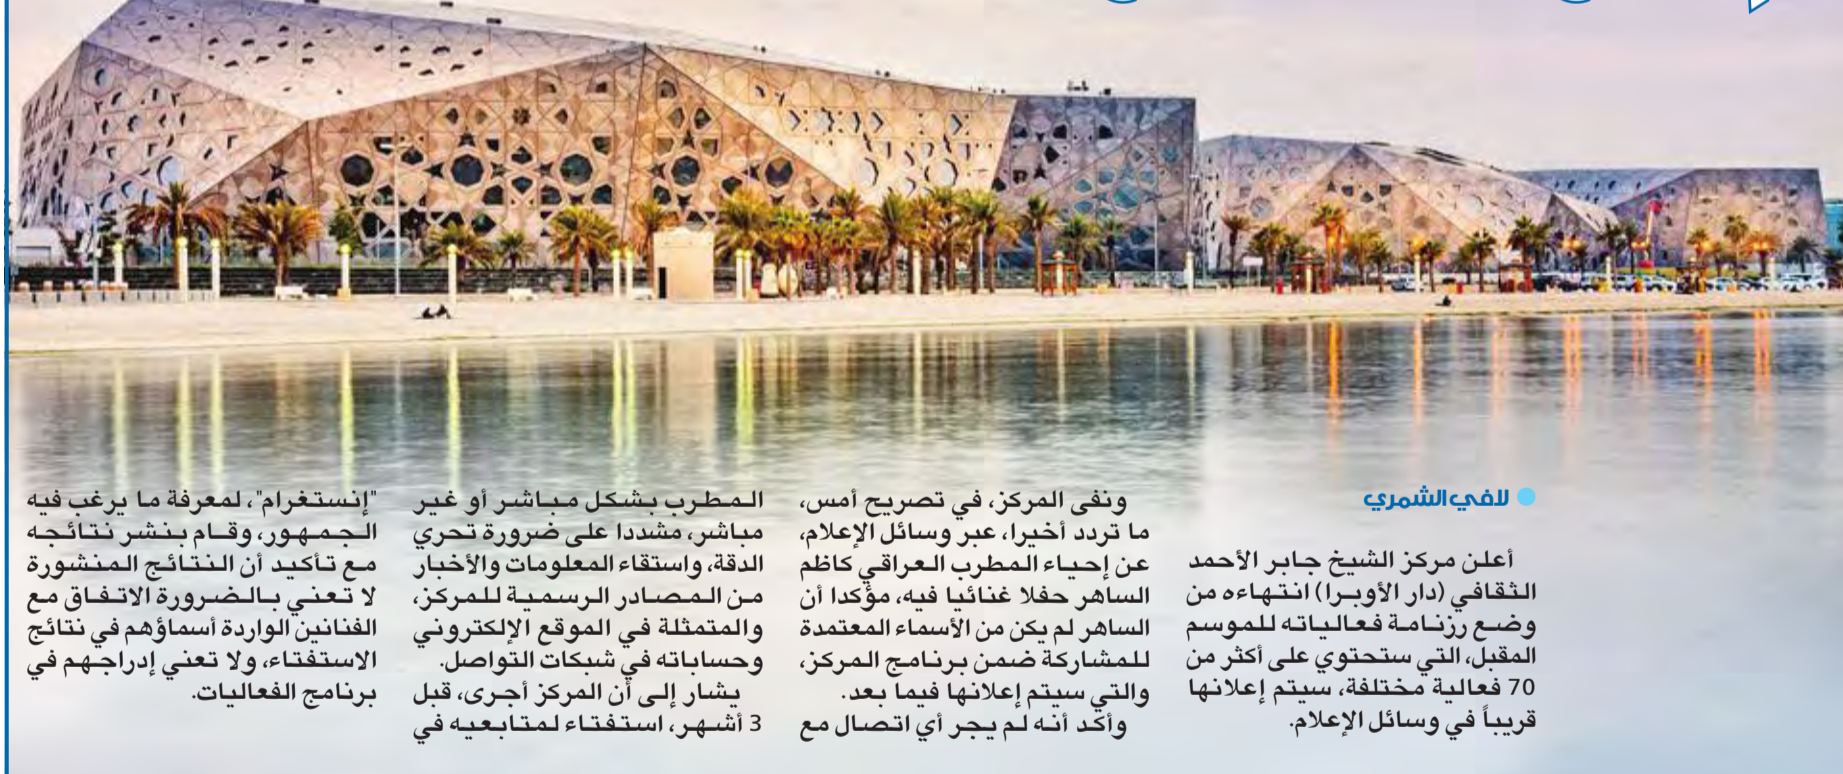 لافي الشمري
أعلن مركز الشيخ جابر الأحمد
الثقافي (دار الأوبرا) انتهاءه من
وضع رزنامة فعالياته للموسم
المقبل، التي ستحتوي على أكثر من
70 فعالية مختلفة، سيتم إعلانها
قريباً في وسائل الإعلام.
ونفى المركز، في تصريح أمس،
ما تردد أخيرا، عبر وسائل الإعلام،
عن إحياء المطرب العراقي كاظم
الساهر حفلا غنائيا فيه، مؤكدا أن
الساهر لم يكن من الأسماء المعتمدة
للمشاركة ضمن برنامج المركز،
والتي سيتم إعلانها فيما بعد.
وأكد أنه لم يجر أي اتصال مع
المطرب بشكل مباشر أو غير
مباشر، مشددا على ضرورة تحري
الدقة، واستقاء المعلومات والأخبار
من المصادر الرسمية للمركز،
والمتمثلة في الموقع الإلكتروني
وحساباته في شبكات التواصل.
يشار إلى أن المركز أجرى، قبل
3 أشهر، استفتاء لمتابعيه في
"إنستغرام"، لمعرفة ما يرغب فيه
الجمهور، وقام بنشر نتائجه
مع تأكيد أن النتائج المنشورة
لا تعني بالضرورة الاتفاق مع
الفنانين الواردة أسماؤهم في نتائج
الاستفتاء، ولا تعني إدراجهم في
برنامج الفعاليات.